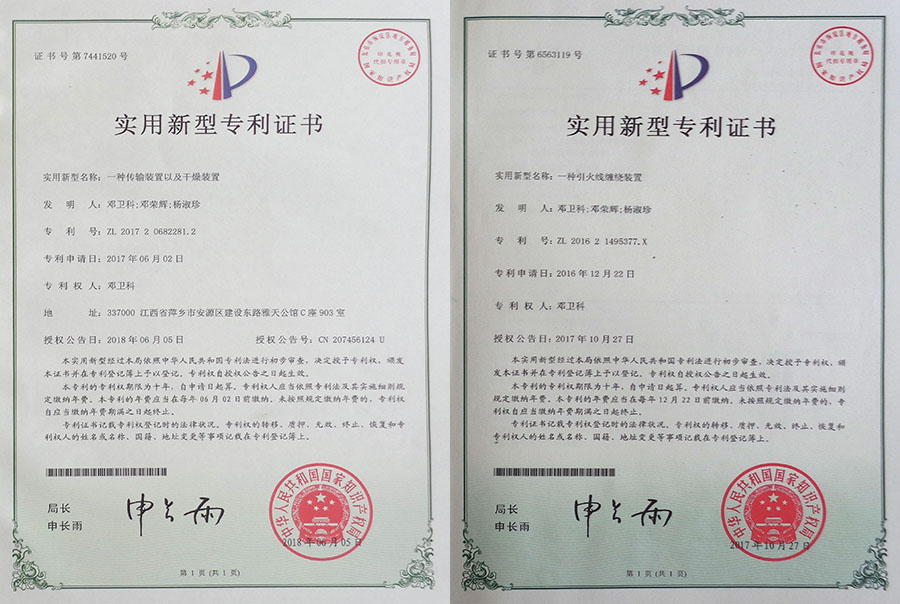 证书号第7441520号
实用新型专利证书
实用新型名称：一种传输装置以及干燥装置
发 明 人：邓卫科;邓荣辉;杨淑珍
专 利 号：ZL 2017 2 0682281.2
专利申请日：2017年06月02日
专 利 权 人：邓卫科
地 址：337000 江西省萍乡市安源区建设东路雅天公馆C座903室
授权公告日：2018年06月05日 授权公告号：CN 207456124 U
本实用新型经过本局依照中华人民共和国专利法进行初步审查，决定授予专利权，颁发
本证书并在专利登记簿上予以登记。专利权自授权公告之日起生效。
本专利的专利权期限为十年，自申请日起算。专利权人应当依照专利法及其实施细则规
定缴纳年费。本专利的年费应当在每年06月02日前缴纳。未按照规定缴纳年费的，专利权
自应当缴纳年费期满之日起终止。
专利证书记载专利权登记时的法律状况。专利权的转移、质押、无效、终止、恢复和专
利权人的姓名或名称、国籍、地址变更等事项记载在专利登记簿上。
局长
申长雨
申长雨
中华人民共和国国家知识产权局
2018年06月05日
第1页(共1页)
证书号第6563119号
实用新型专利证书
实用新型名称：一种引火线缠绕装置
发 明 人：邓卫科;邓荣辉;杨淑珍
专 利 号：ZL 2016 2 1495377.X
专利申请日：2016年12月22日
专 利 权 人：邓卫科
授权公告日：2017年10月27日
本实用新型经过本局依照中华人民共和国专利法进行初步审查，决定授予专利权，颁
发本证书并在专利登记簿上予以登记。专利权自授权公告之日起生效。
本专利的专利权期限为十年，自申请日起算。专利权人应当依照专利法及其实施细则
规定缴纳年费。本专利的年费应当在每年12月22日前缴纳。未按照规定缴纳年费的，专
利权自应当缴纳年费期满之日起终止。
专利证书记载专利权登记时的法律状况。专利权的转移、质押、无效、终止、恢复和
专利权人的姓名或名称、国籍、地址变更等事项记载在专利登记簿上。
局长
申长雨
申长雨
中华人民共和国国家知识产权局
2017年10月27日
第1页(共1页)